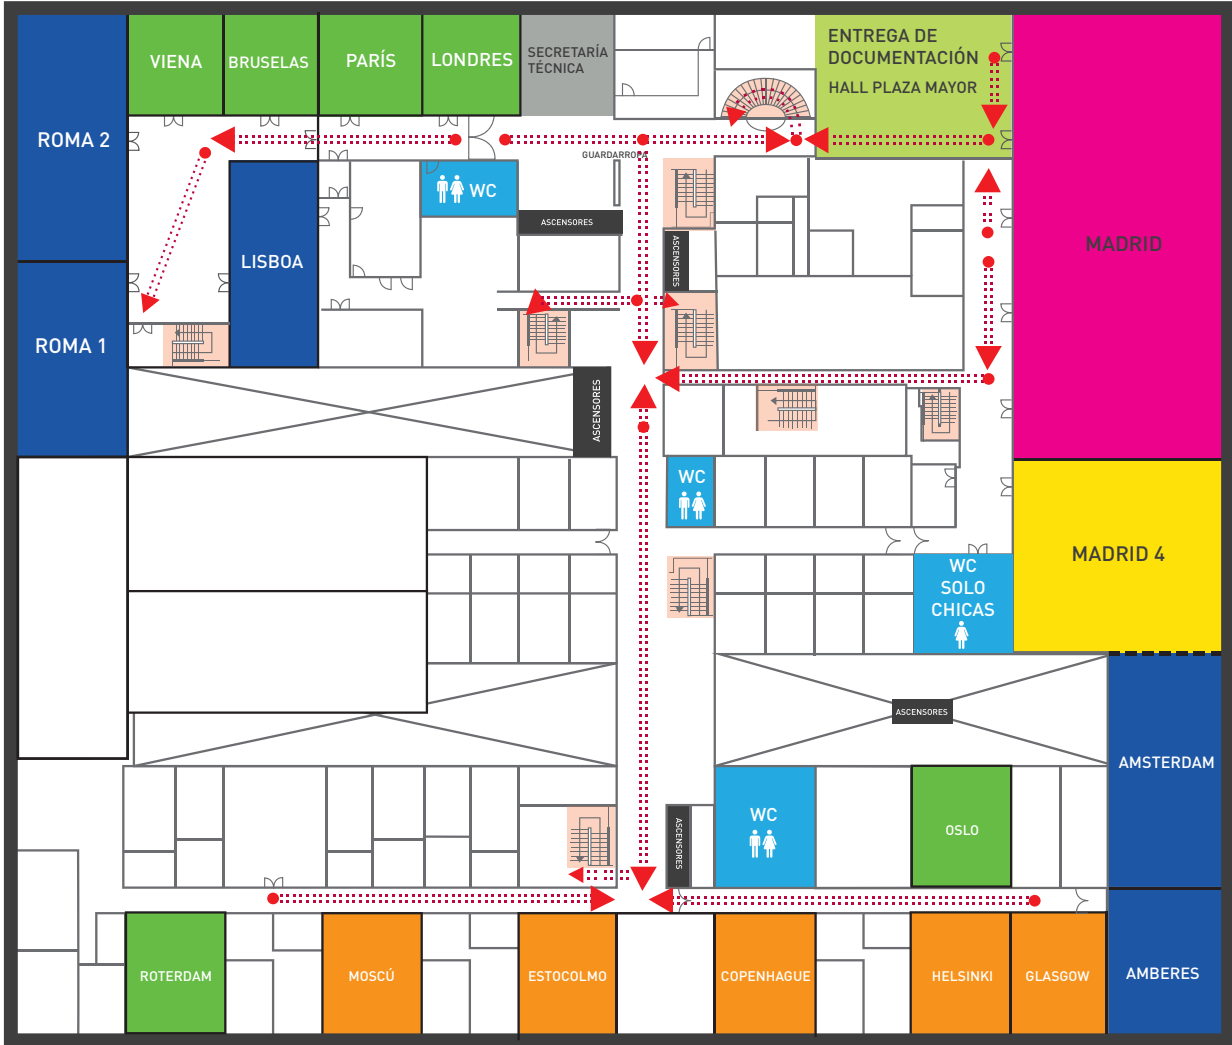 VIENA
BRUSELAS
PARÍS
LONDRES
SECRETARÍA
TÉCNICA
ENTREGA DE
DOCUMENTACIÓN
HALL PLAZA MAYOR
ROMA 2
GUARDARROPA
WC
ASCENSORES
ASCENSORES
LISBOA
MADRID
ROMA 1
ASCENSORES
WC
MADRID 4
WC
SOLO
CHICAS
ASCENSORES
AMSTERDAM
WC
ASCENSORES
OSLO
ROTERDAM
MOSCÚ
ESTOCOLMO
COPENHAGUE
HELSINKI
GLASGOW
AMBERES